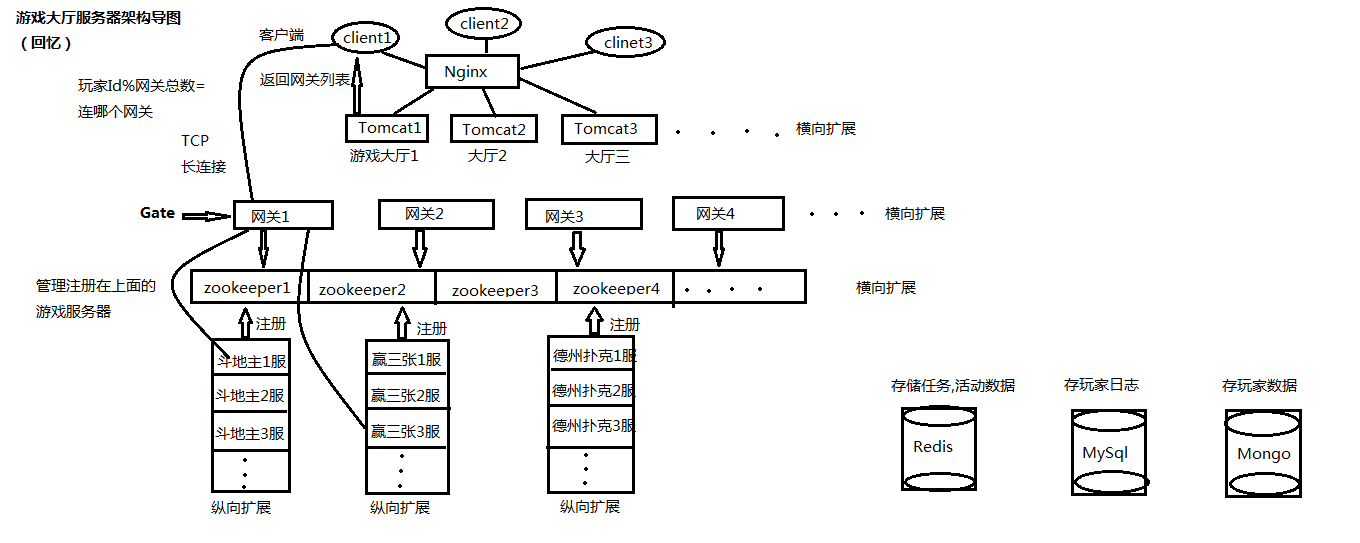 游戏大厅服务器架构导图
（回忆）
客户端
client1
client2
clinet3
Nginx
返回网关列表
玩家Id%网关总数=
连哪个网关
Tomcat1
Tomcat2
Tomcat3
横向扩展
游戏大厅1
大厅2
大厅三
TCP
长连接
Gate
网关1
网关2
网关3
网关4
横向扩展
管理注册在上面的
游戏服务器
zookeeper1
zookeeper2
zookeeper3
zookeeper4
横向扩展
注册
注册
注册
斗地主1服
斗地主2服
斗地主3服
纵向扩展
赢三张1服
赢三张2服
赢三张3服
纵向扩展
德州扑克1服
德州扑克2服
德州扑克3服
纵向扩展
存储任务,活动数据
存玩家日志
存玩家数据
Redis
MySql
Mongo